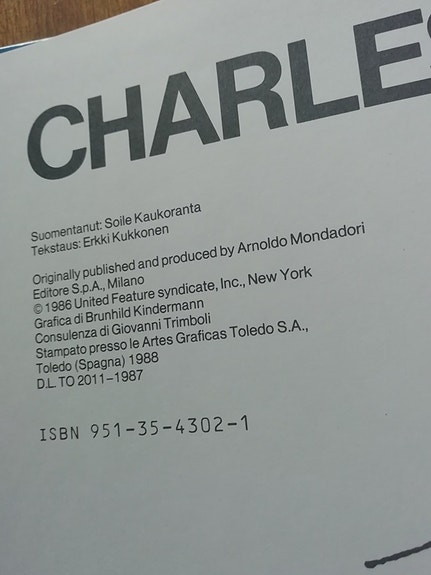 CHARLES
Suomentanut: Soile Kaukoranta
Tekstaus: Erkki Kukkonen
Originally published and produced by Arnoldo Mondadori
Editore S.p.A., Milano
© 1986 United Feature syndicate, Inc., New York
Grafica di Brunhild Kindermann
Consulenza di Giovanni Trimboli
Stampato presso le Artes Graficas Toledo S.A.,
Toledo (Spagna) 1988
D.L. TO 2011-1987
ISBN 951-35-4302-1